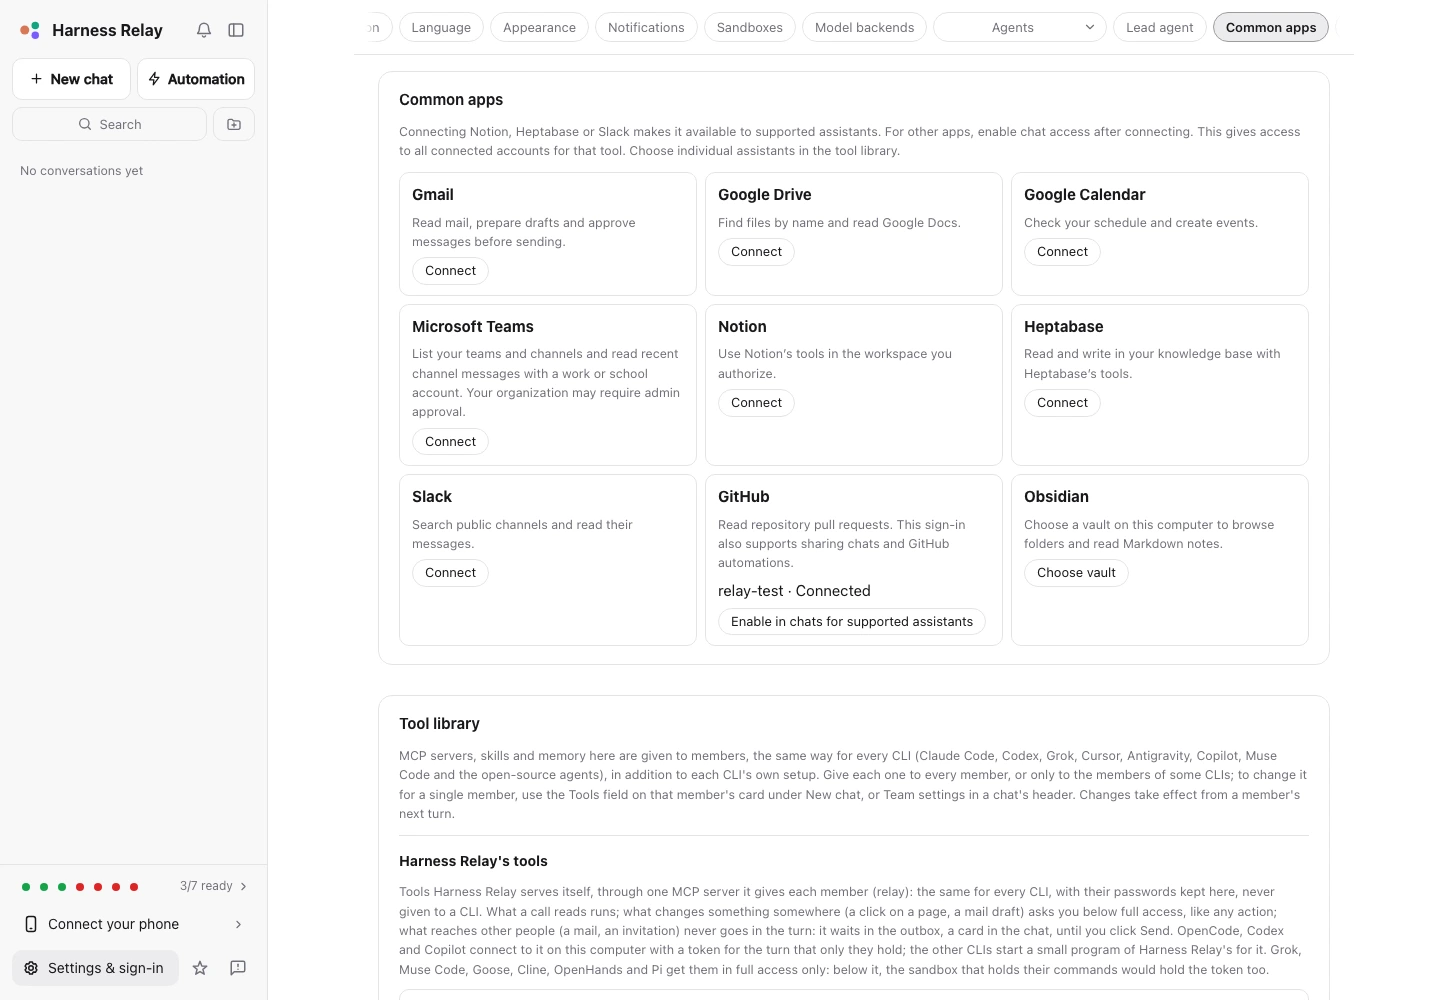 Harness Relay
New chat
Automation
Search
No conversations yet
3/7 ready
Connect your phone
Settings & sign-in
on
Language
Appearance
Notifications
Sandboxes
Model backends
Agents
Lead agent
Common apps
Common apps
Connecting Notion, Heptabase or Slack makes it available to supported assistants. For other apps, enable chat access after connecting. This gives access
to all connected accounts for that tool. Choose individual assistants in the tool library.
Gmail
Read mail, prepare drafts and approve
messages before sending.
Connect
Google Drive
Find files by name and read Google Docs.
Connect
Google Calendar
Check your schedule and create events.
Connect
Microsoft Teams
List your teams and channels and read recent
channel messages with a work or school
account. Your organization may require admin
approval.
Connect
Notion
Use Notion's tools in the workspace you
authorize.
Connect
Heptabase
Read and write in your knowledge base with
Heptabase's tools.
Connect
Slack
Search public channels and read their
messages.
Connect
GitHub
Read repository pull requests. This sign-in
also supports sharing chats and GitHub
automations.
relay-test · Connected
Enable in chats for supported assistants
Obsidian
Choose a vault on this computer to browse
folders and read Markdown notes.
Choose vault
Tool library
MCP servers, skills and memory here are given to members, the same way for every CLI (Claude Code, Codex, Grok, Cursor, Antigravity, Copilot, Muse
Code and the open-source agents), in addition to each CLI's own setup. Give each one to every member, or only to the members of some CLIs; to change it
for a single member, use the Tools field on that member's card under New chat, or Team settings in a chat's header. Changes take effect from a member's
next turn.
Harness Relay's tools
Tools Harness Relay serves itself, through one MCP server it gives each member (relay): the same for every CLI, with their passwords kept here, never
given to a CLI. What a call reads runs; what changes something somewhere (a click on a page, a mail draft) asks you below full access, like any action;
what reaches other people (a mail, an invitation) never goes in the turn: it waits in the outbox, a card in the chat, until you click Send. OpenCode, Codex
and Copilot connect to it on this computer with a token for the turn that only they hold; the other CLIs start a small program of Harness Relay's for it. Grok,
Muse Code, Goose, Cline, OpenHands and Pi get them in full access only: below it, the sandbox that holds their commands would hold the token too.